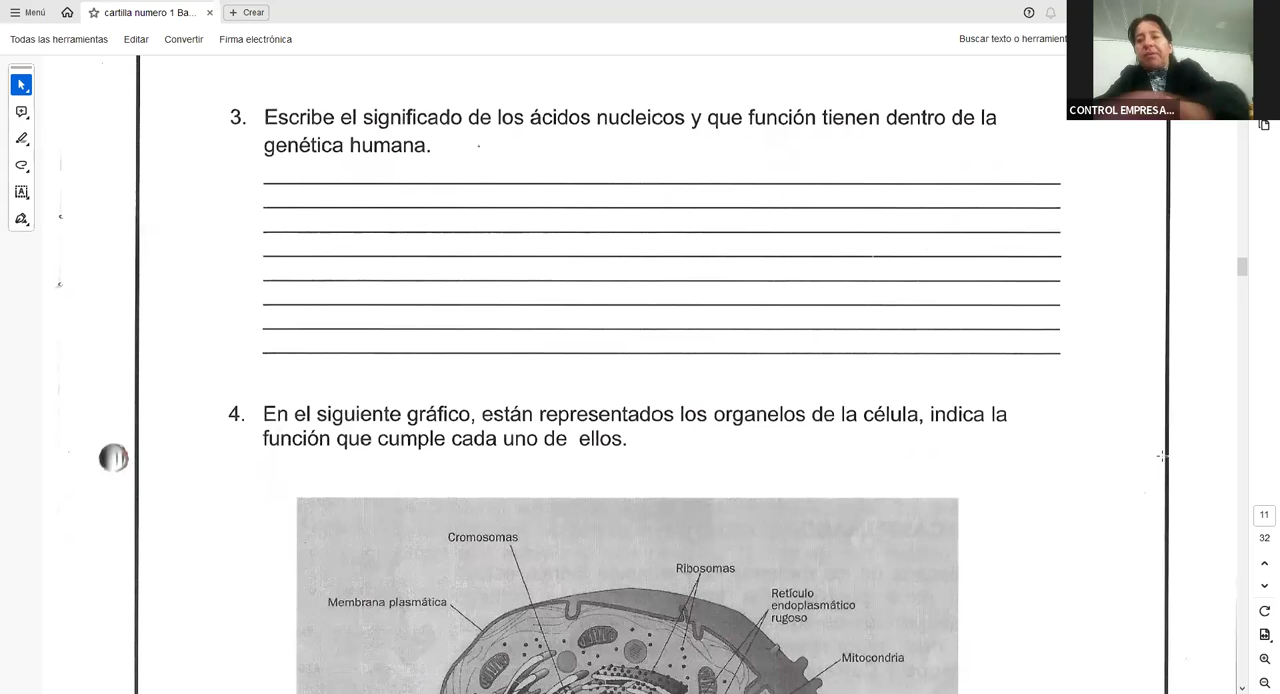 Menú
cartilla numero 1 Ba...
Crear
Todas las herramientas
Editar
Convertir
Firma electrónica
Buscar texto o herramient
CONTROL EMPRESA...
3. Escribe el significado de los ácidos nucleicos y que función tienen dentro de la
genética humana.
4. En el siguiente gráfico, están representados los organelos de la célula, indica la
función que cumple cada uno de ellos.
Cromosomas
Ribosomas
Membrana plasmática
Retículo
endoplasmático
rugoso
Mitocondria
11
32